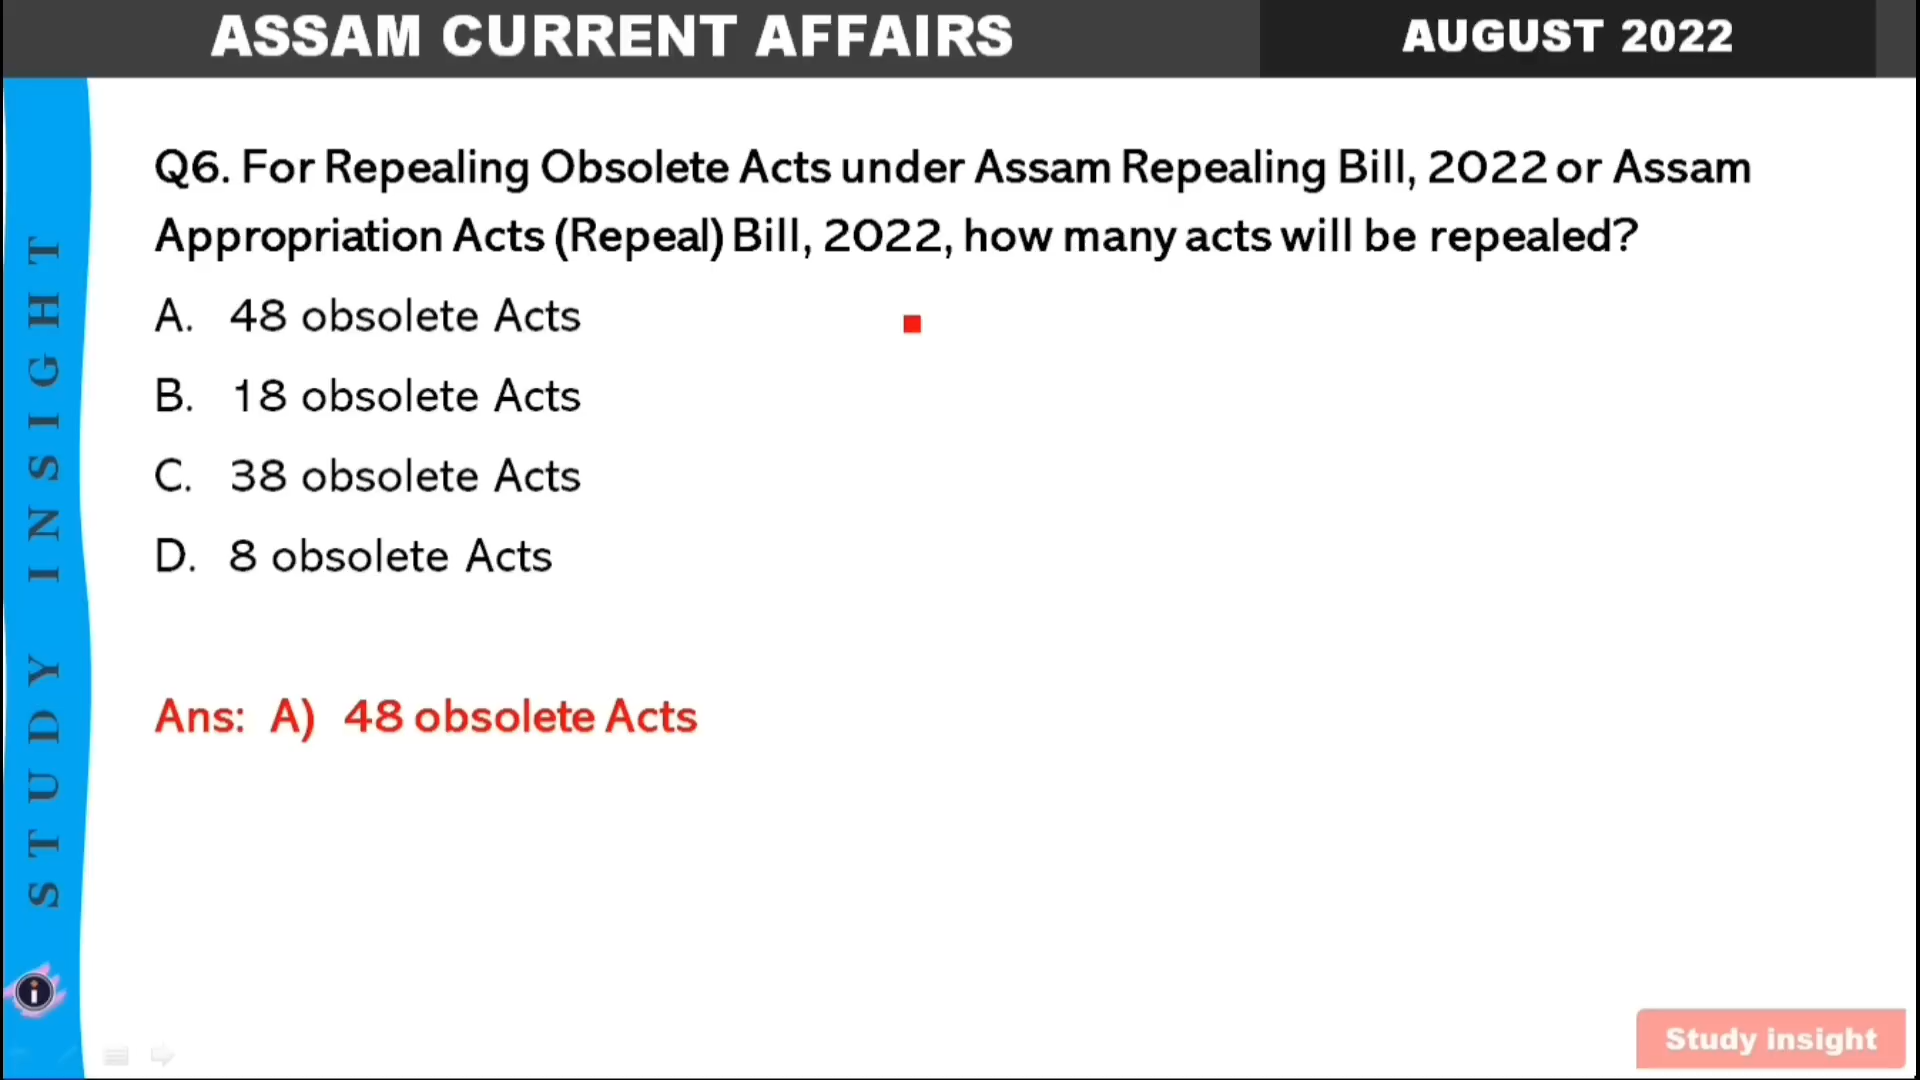 ASSAM CURRENT AFFAIRS
AUGUST 2022
Q6. For Repealing Obsolete Acts under Assam Repealing Bill, 2022 or Assam
Appropriation Acts (Repeal) Bill, 2022, how many acts will be repealed?
A. 48 obsolete Acts
B. 18 obsolete Acts
C. 38 obsolete Acts
D. 8 obsolete Acts
Ans: A) 48 obsolete Acts
STUDY INSIGHT
i
Study insight